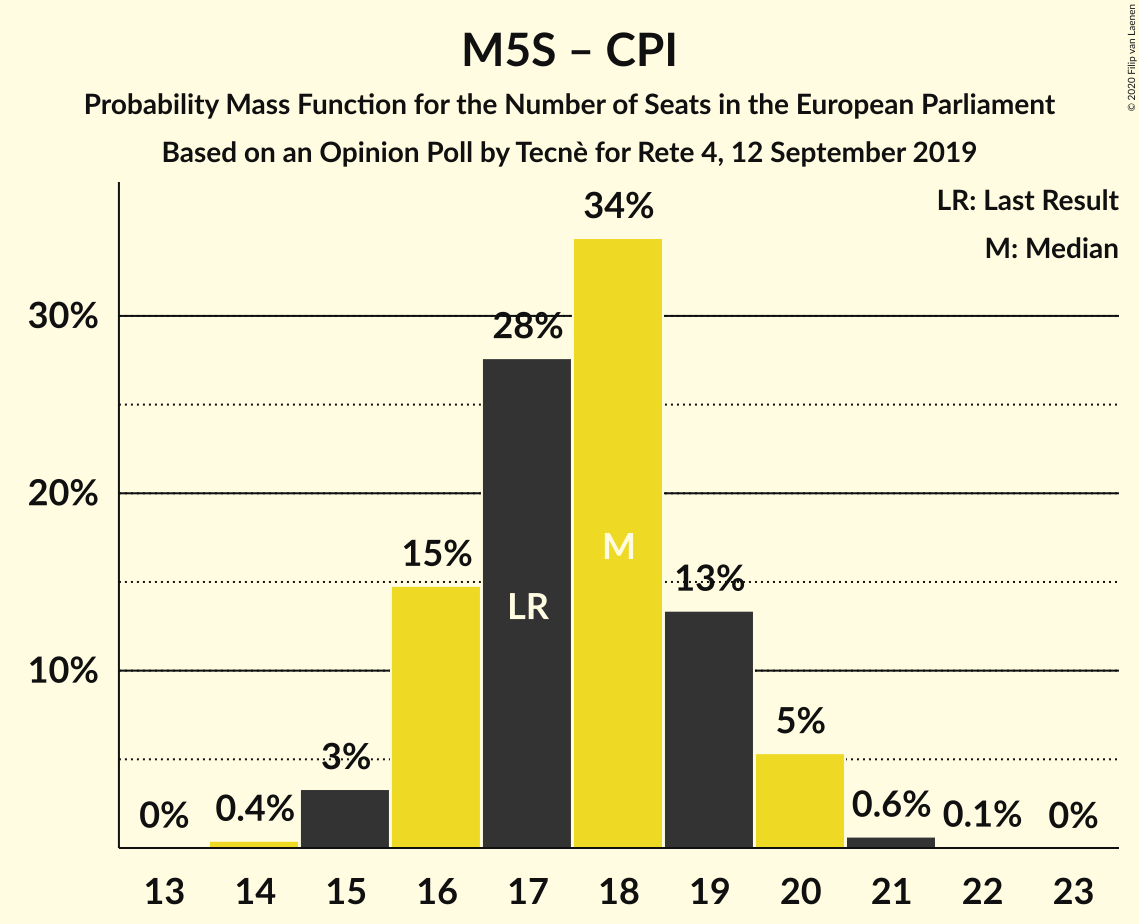 M5S – CPI
Probability Mass Function for the Number of Seats in the European Parliament
Based on an Opinion Poll by Tecnè for Rete 4, 12 September 2019
© 2020 Filip van Laenen
LR: Last Result
M: Median
34%
30%
28%
20%
15%
M
13%
LR
10%
5%
3%
0%
0.4%
0.6%
0.1%
0%
13 14 15 16 17 18 19 20 21 22 23